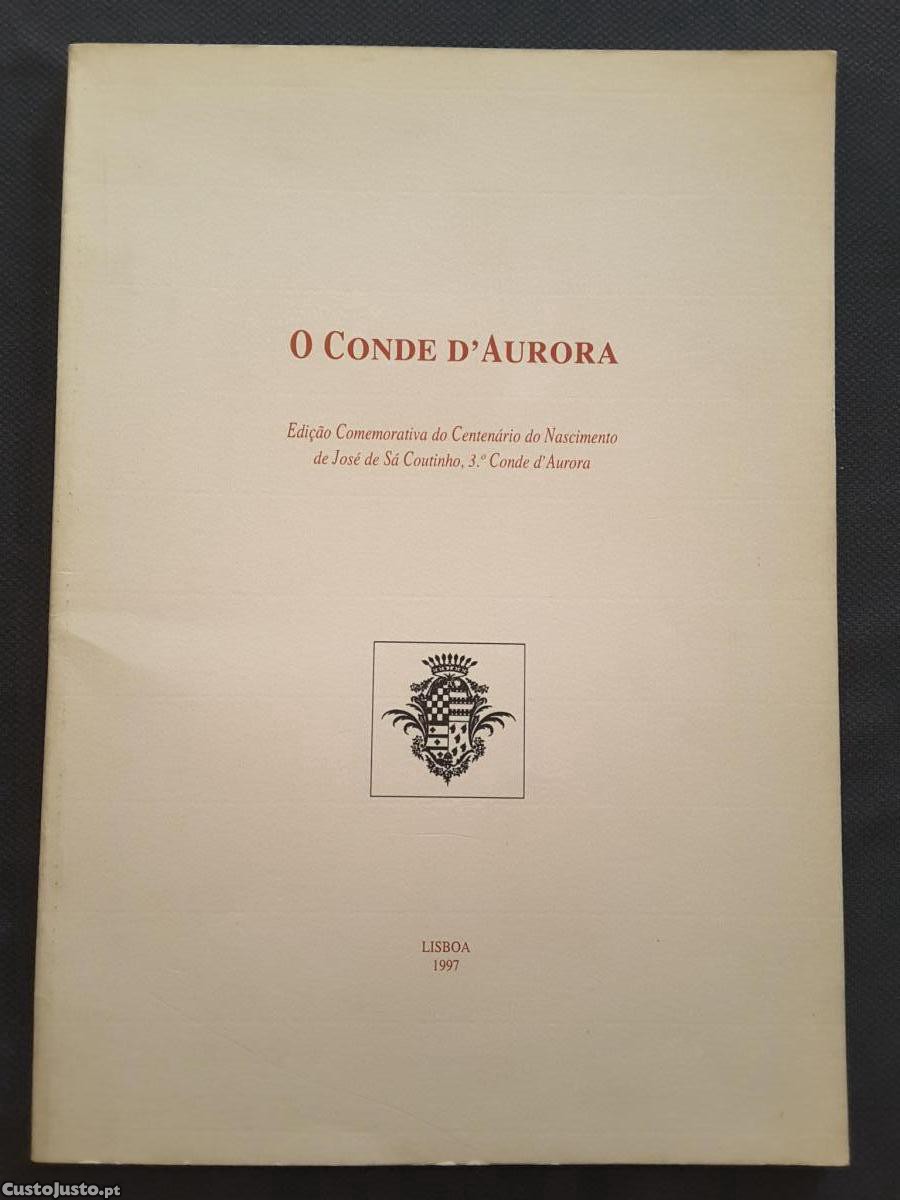 O CONDE D'AURORA
Edição Comemorativa do Centenário do Nascimento
de José de Sá Coutinho, 3.º Conde d'Aurora
LISBOA
1997
CustoJusto.pt